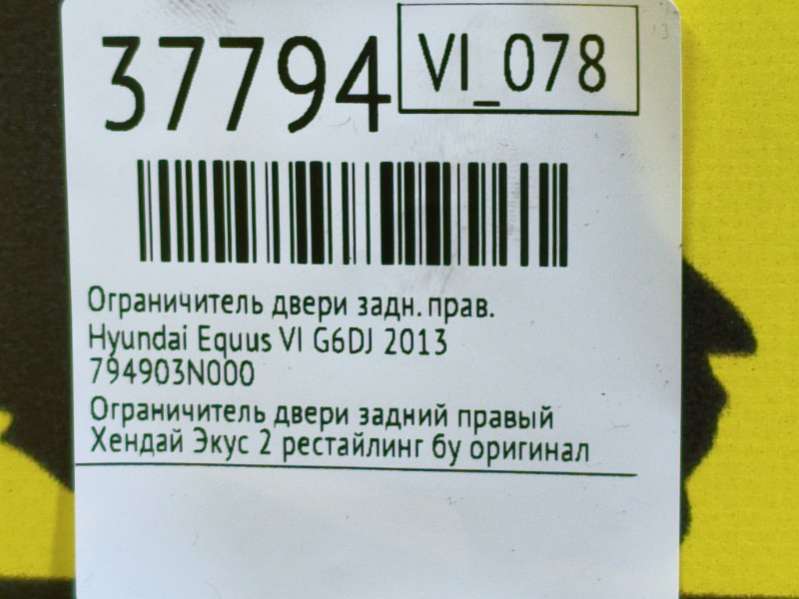 37794
VI_078
Ограничитель двери задн. прав.
Hyundai Equus VI G6DJ 2013
794903N000
Ограничитель двери задний правый
Хендай Экус 2 рестайлинг бу оригинал